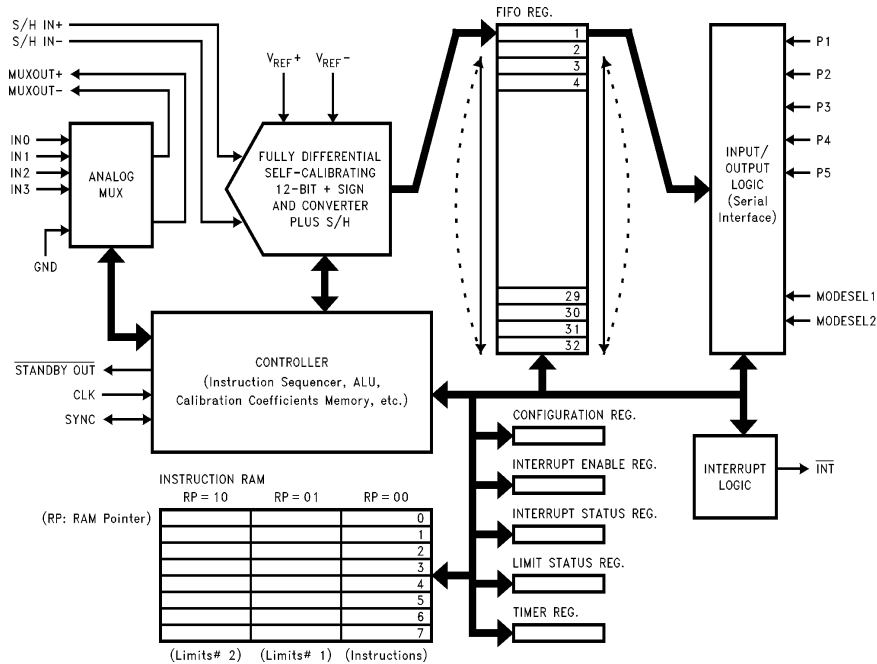 S/H IN+
S/H IN-
MUXOUT+
MUXOUT-
IN0
IN1
IN2
IN3
GND
ANALOG
MUX
VREF+ VREF-
FULLY DIFFERENTIAL
SELF-CALIBRATING
12-BIT + SIGN
AND CONVERTER
PLUS S/H
FIFO REG.
1
2
3
4
29
30
31
32
INPUT/
OUTPUT
LOGIC
(Serial
Interface)
P1
P2
P3
P4
P5
MODESEL1
MODESEL2
STANDBY OUT
CLK
SYNC
CONTROLLER
(Instruction Sequencer, ALU,
Calibration Coefficients Memory, etc.)
CONFIGURATION REG.
INTERRUPT ENABLE REG.
INTERRUPT STATUS REG.
LIMIT STATUS REG.
TIMER REG.
INTERRUPT
LOGIC
INT
INSTRUCTION RAM
RP = 10 RP = 01 RP = 00
(RP: RAM Pointer)
0
1
2
3
4
5
6
7
(Limits# 2) (Limits# 1) (Instructions)